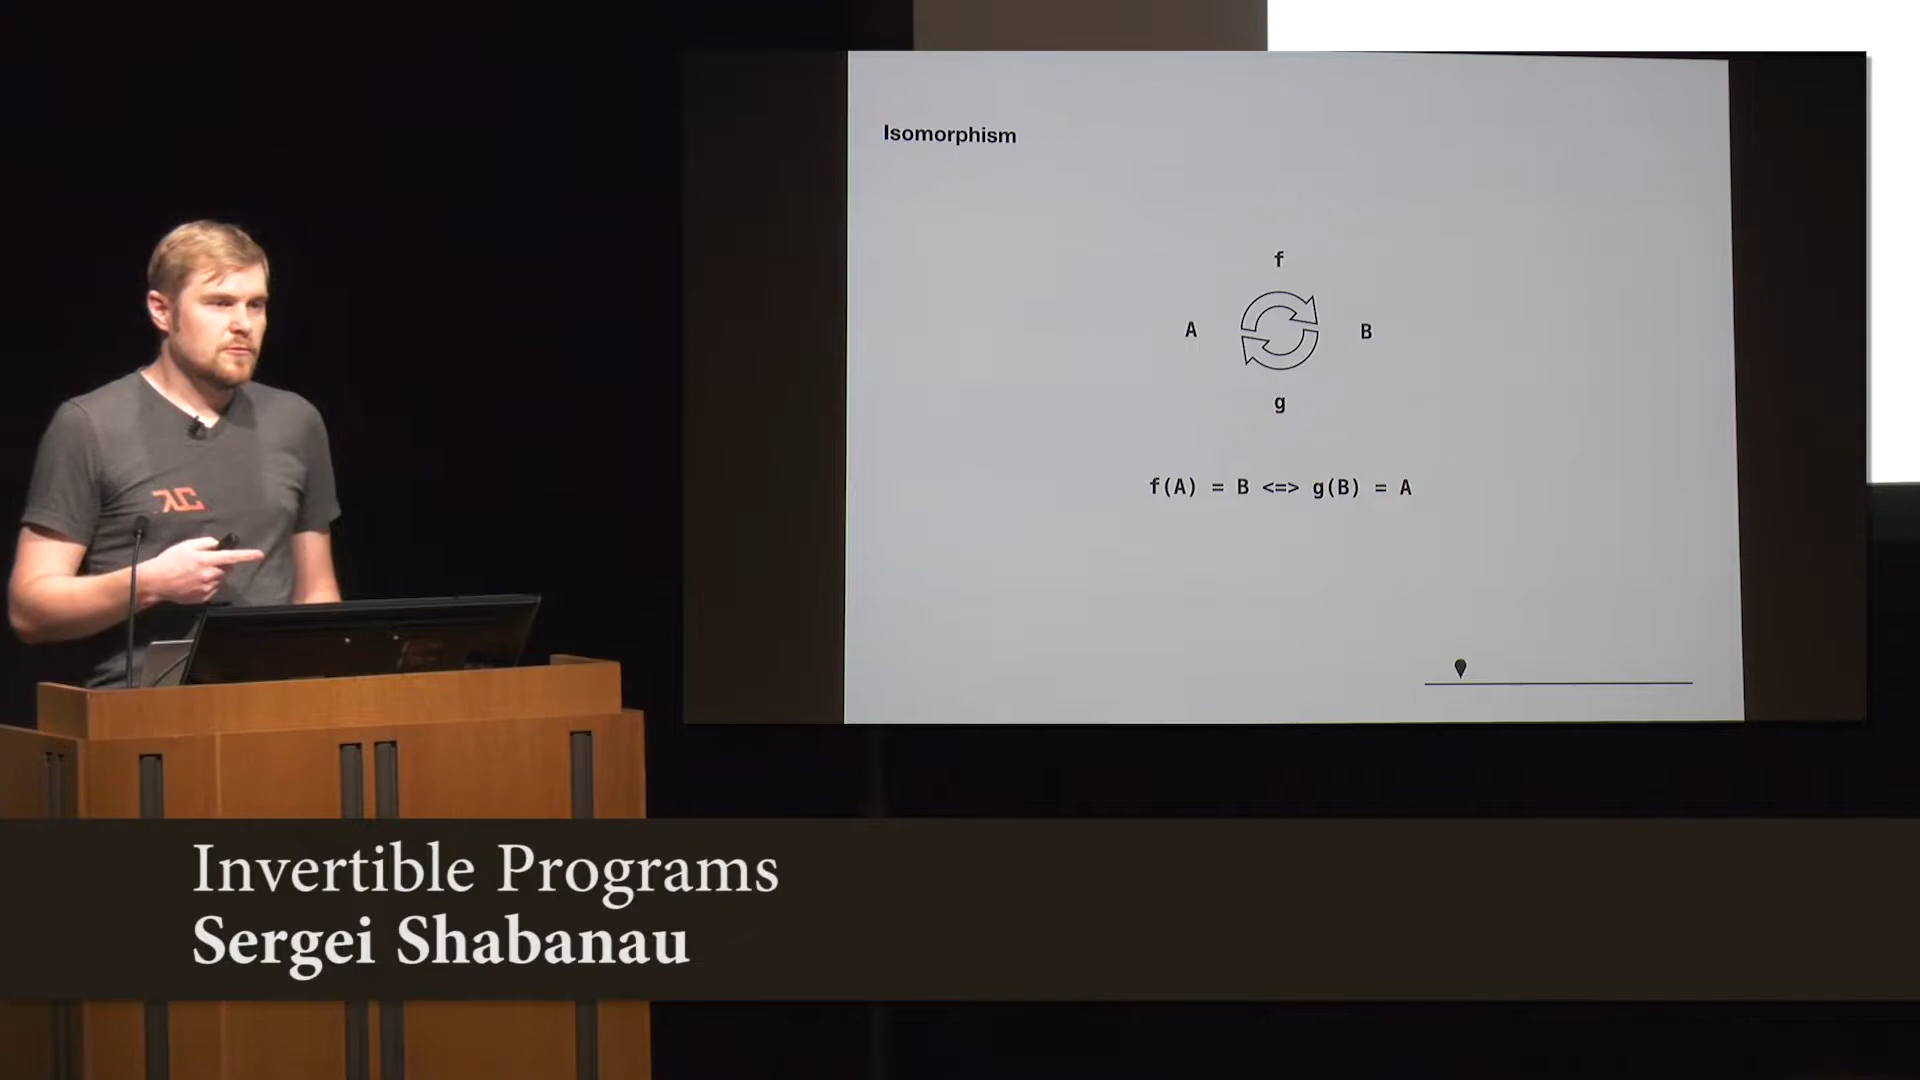 Isomorphism
f
A B
g
f(A) = B <=> g(B) = A
Invertible Programs
Sergei Shabanau